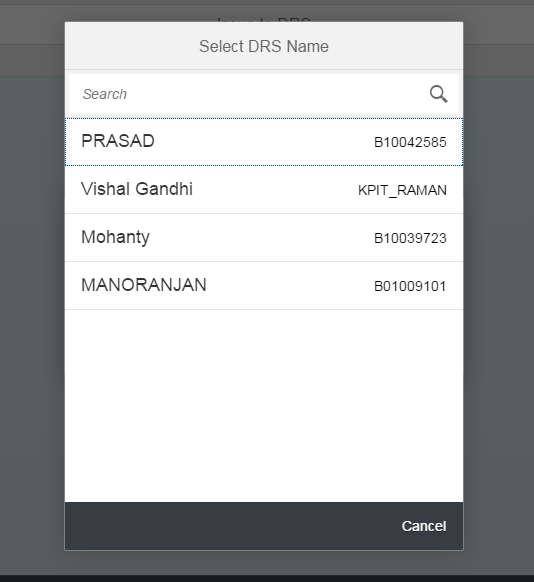 Select DRS Name
Search
PRASAD B10042585
Vishal Gandhi KPIT_RAMAN
Mohanty B10039723
MANORANJAN B01009101
Cancel